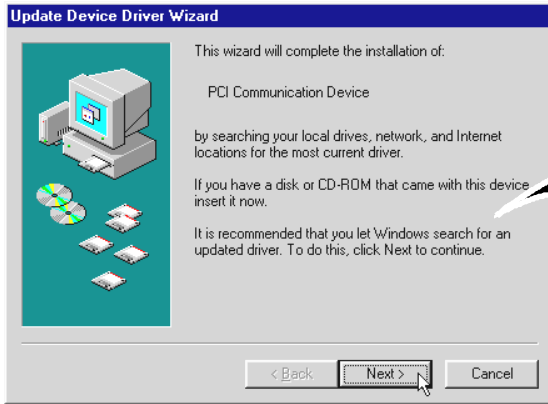 Update Device Driver Wizard
This wizard will complete the installation of:
PCI Communication Device
by searching your local drives, network, and Internet
locations for the most current driver.
If you have a disk or CD-ROM that came with this device
insert it now.
It is recommended that you let Windows search for an
updated driver. To do this, click Next to continue.
< Back Next > Cancel